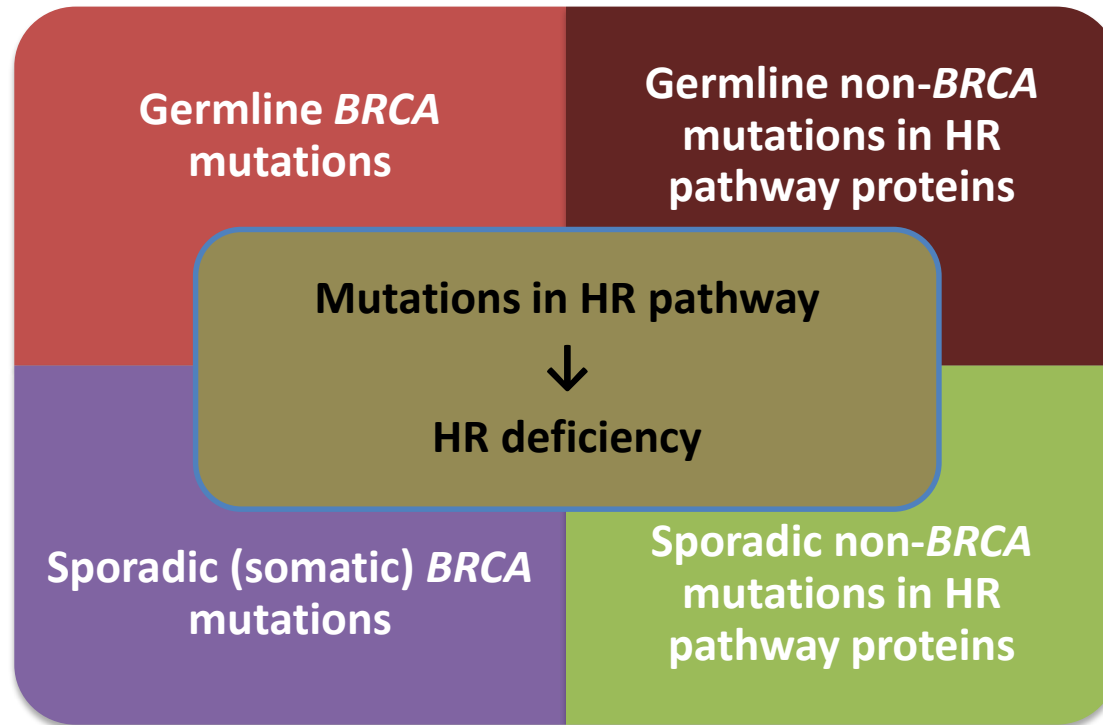 Germline BRCA
mutations
Germline non-BRCA
mutations in HR
pathway proteins
Mutations in HR pathway
↓
HR deficiency
Sporadic (somatic) BRCA
mutations
Sporadic non-BRCA
mutations in HR
pathway proteins